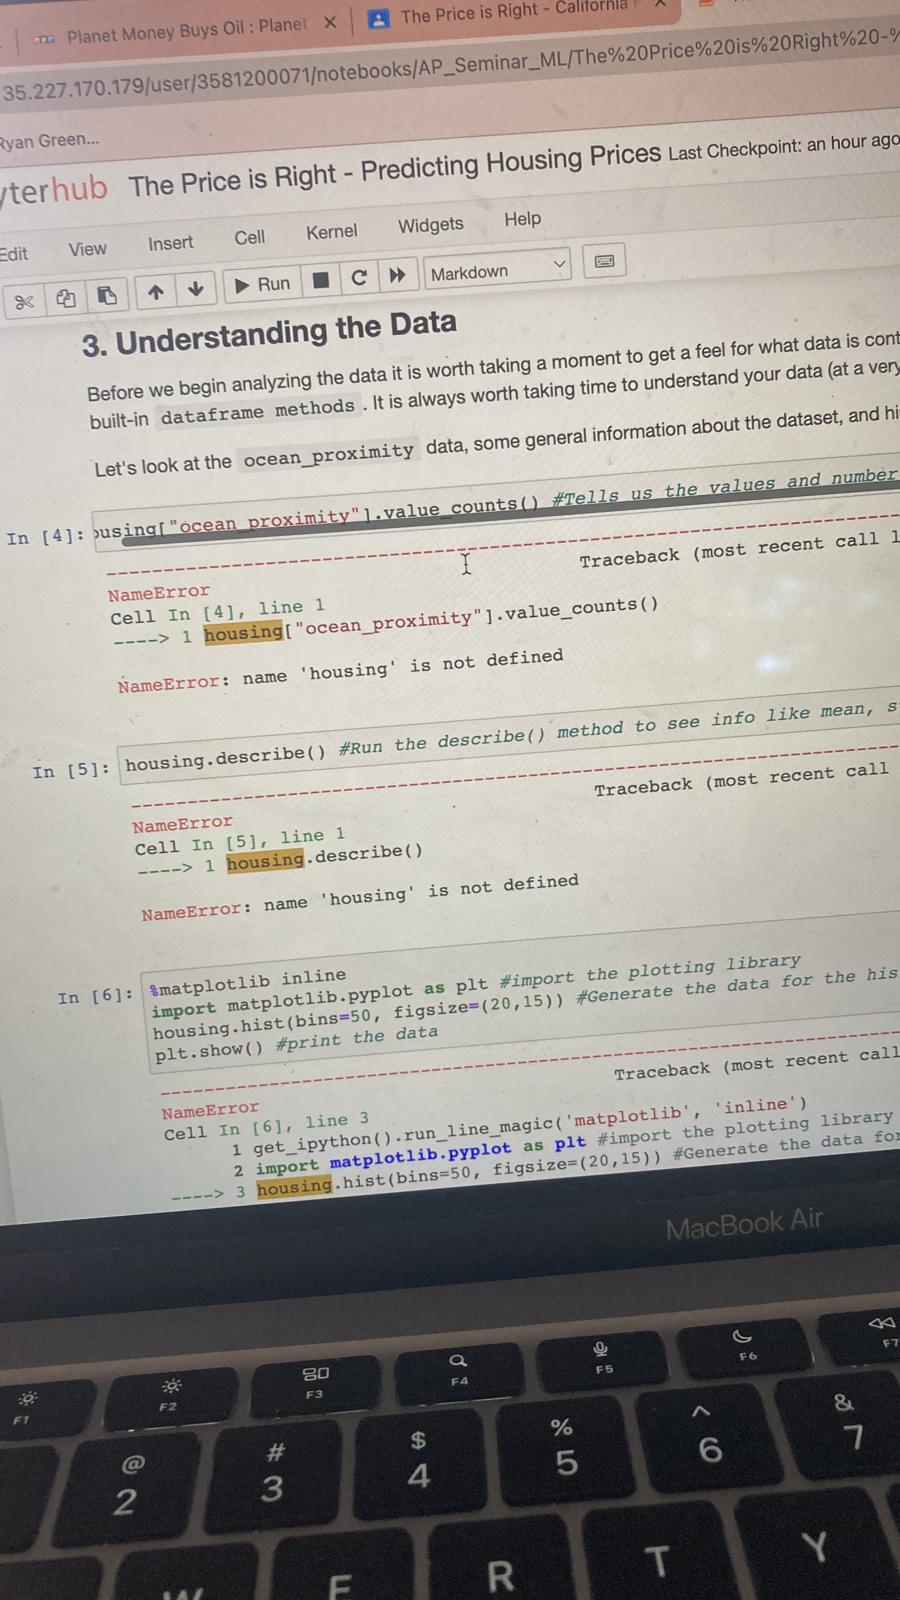 Planet Money Buys Oil : Planet
The Price is Right - California
35.227.170.179/user/3581200071/notebooks/AP_Seminar_ML/The%20Price%20is%20Right%20-%
Ryan Green...
yterhub The Price is Right - Predicting Housing Prices Last Checkpoint: an hour ago
Edit View Insert Cell Kernel Widgets Help
Run Markdown
3. Understanding the Data
Before we begin analyzing the data it is worth taking a moment to get a feel for what data is cont
built-in dataframe methods . It is always worth taking time to understand your data (at a very
Let's look at the ocean_proximity data, some general information about the dataset, and hi
In [4]: ousing["ocean_proximity"].value_counts() #Tells us the values and number
NameError Traceback (most recent call l
Cell In [4], line 1
----> 1 housing["ocean_proximity"].value_counts()
NameError: name 'housing' is not defined
In [5]: housing.describe() #Run the describe() method to see info like mean, s
NameError Traceback (most recent call
Cell In [5], line 1
----> 1 housing.describe()
NameError: name 'housing' is not defined
In [6]: %matplotlib inline
import matplotlib.pyplot as plt #import the plotting library
housing.hist(bins=50, figsize=(20,15)) #Generate the data for the his
plt.show() #print the data
NameError Traceback (most recent call
Cell In [6], line 3
1 get_ipython().run_line_magic('matplotlib', 'inline')
2 import matplotlib.pyplot as plt #import the plotting library
----> 3 housing.hist(bins=50, figsize=(20,15)) #Generate the data for
MacBook Air
F1 F2 F3 F4 F5 F6 F7
@ # $ % ^ &
2 3 4 5 6 7
R T Y